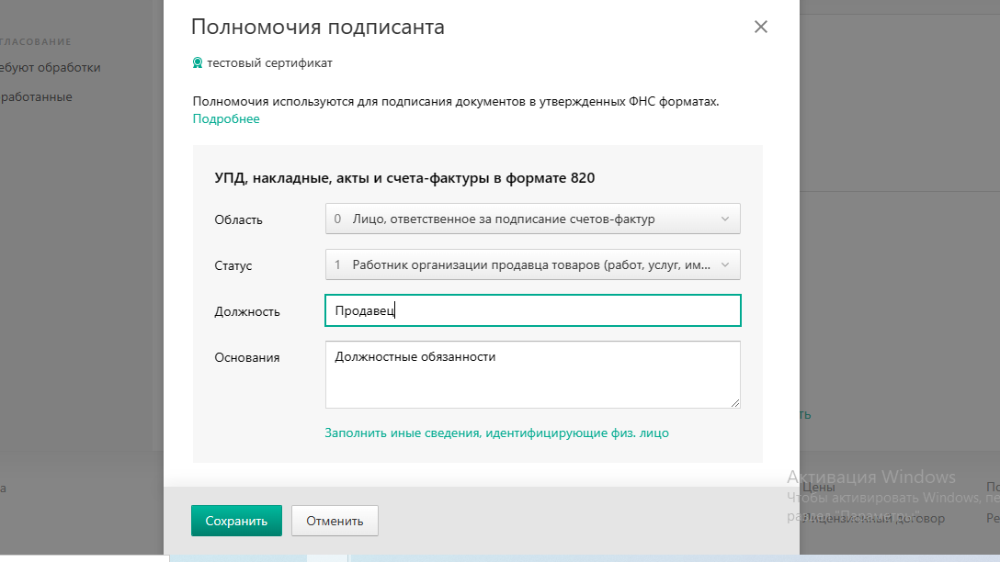 Полномочия подписанта
тестовый сертификат
ГЛАСОВАНИЕ
ебуют обработки
работанные
Полномочия используются для подписания документов в утвержденных ФНС форматах.
Подробнее
УПД, накладные, акты и счета-фактуры в формате 820
Область
0 Лицо, ответственное за подписание счетов-фактур
Статус
1 Работник организации продавца товаров (работ, услуг, им...
Должность
Продавец
Основания
Должностные обязанности
ть
Заполнить иные сведения, идентифицирующие физ. лицо
Активация Windows
Чтобы активировать Windows, пе
раздел "Параметры".
а
Цены
По
Лицензионный договор
Ре
Сохранить
Отменить